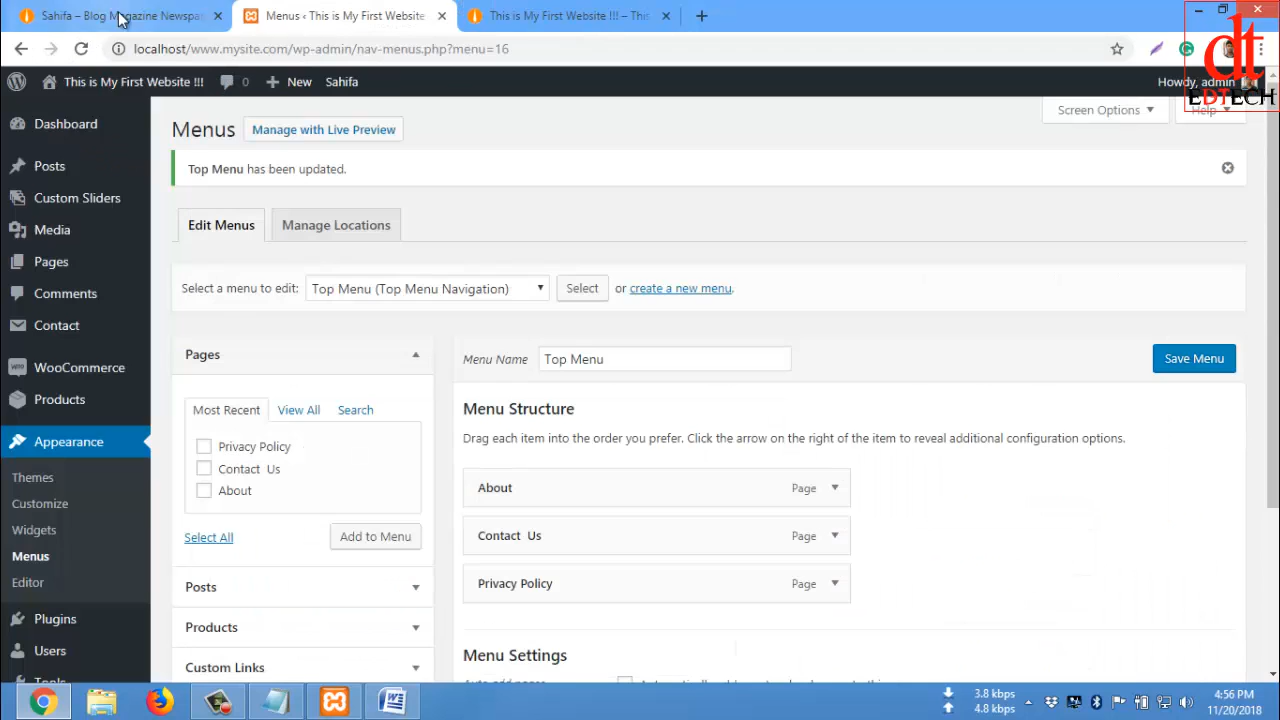 Sahifa – Blog Magazine Newspat
Menus ‹ This is My First Website
This is My First Website !!! – This
localhost/www.mysite.com/wp-admin/nav-menus.php?menu=16
This is My First Website !!! 0 New Sahifa Howdy, admin
dt
EDTECH
Dashboard
Posts
Custom Sliders
Media
Pages
Comments
Contact
WooCommerce
Products
Appearance
Themes
Customize
Widgets
Menus
Editor
Plugins
Users
Tools
Menus Manage with Live Preview
Screen Options Help
Top Menu has been updated.
Edit Menus Manage Locations
Select a menu to edit: Top Menu (Top Menu Navigation) Select or create a new menu.
Pages
Most Recent View All Search
Privacy Policy
Contact Us
About
Select All Add to Menu
Posts
Products
Custom Links
Menu Name Top Menu Save Menu
Menu Structure
Drag each item into the order you prefer. Click the arrow on the right of the item to reveal additional configuration options.
About Page
Contact Us Page
Privacy Policy Page
Menu Settings
3.8 kbps
4.8 kbps
4:56 PM
11/20/2018